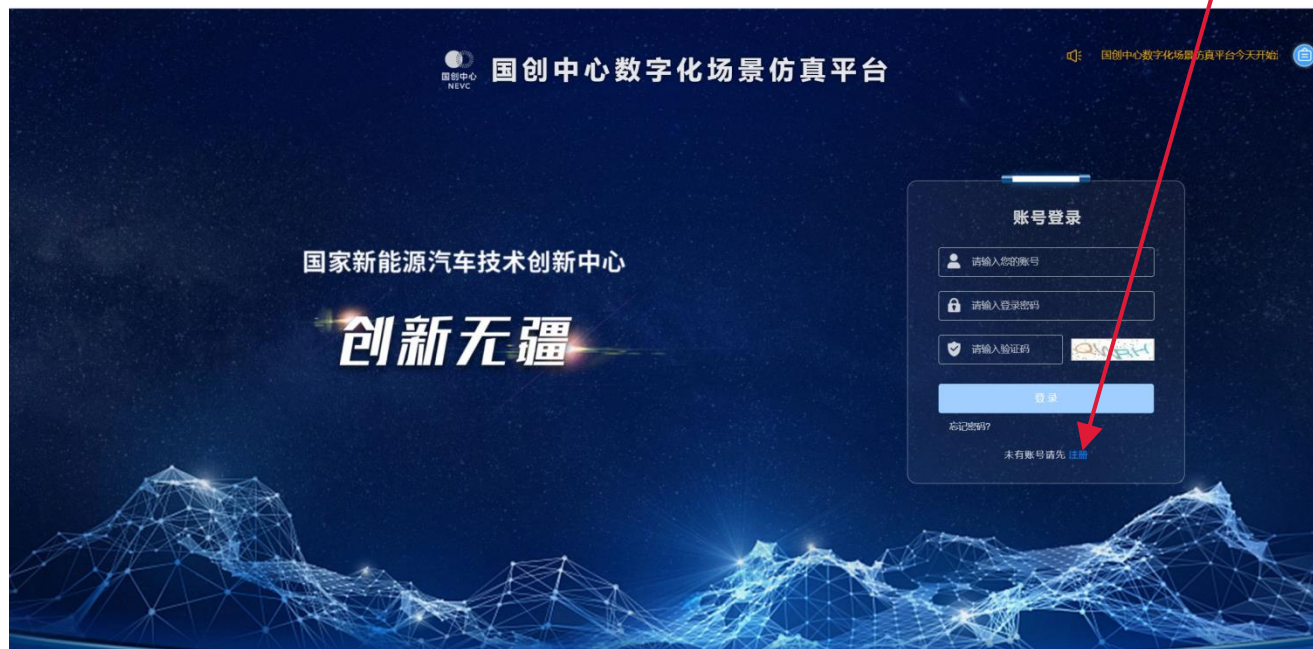 国创中心
NEVC
国创中心数字化场景仿真平台
国创中心数字化场景仿真平台今天开始
账号登录
请输入您的账号
请输入登录密码
国家新能源汽车技术创新中心
创新无疆
请输入验证码
登录
忘记密码?
未有账号请先 注册